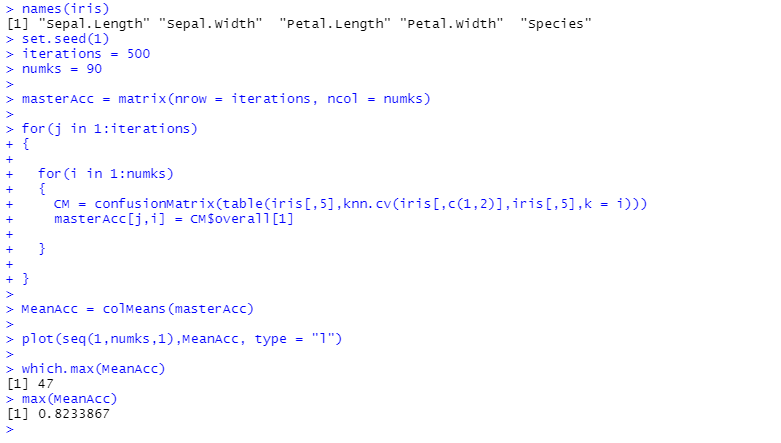 > names(iris)
[1] "Sepal.Length" "Sepal.Width"  "Petal.Length" "Petal.Width"  "Species"
> set.seed(1)
> iterations = 500
> numks = 90
>
> masterAcc = matrix(nrow = iterations, ncol = numks)
>
> for(j in 1:iterations)
+ {
+
+   for(i in 1:numks)
+   {
+     CM = confusionMatrix(table(iris[,5],knn.cv(iris[,c(1,2)],iris[,5],k = i)))
+     masterAcc[j,i] = CM$overall[1]
+
+   }
+
+ }
>
> MeanAcc = colMeans(masterAcc)
>
> plot(seq(1,numks,1),MeanAcc, type = "l")
>
> which.max(MeanAcc)
[1] 47
> max(MeanAcc)
[1] 0.8233867
>